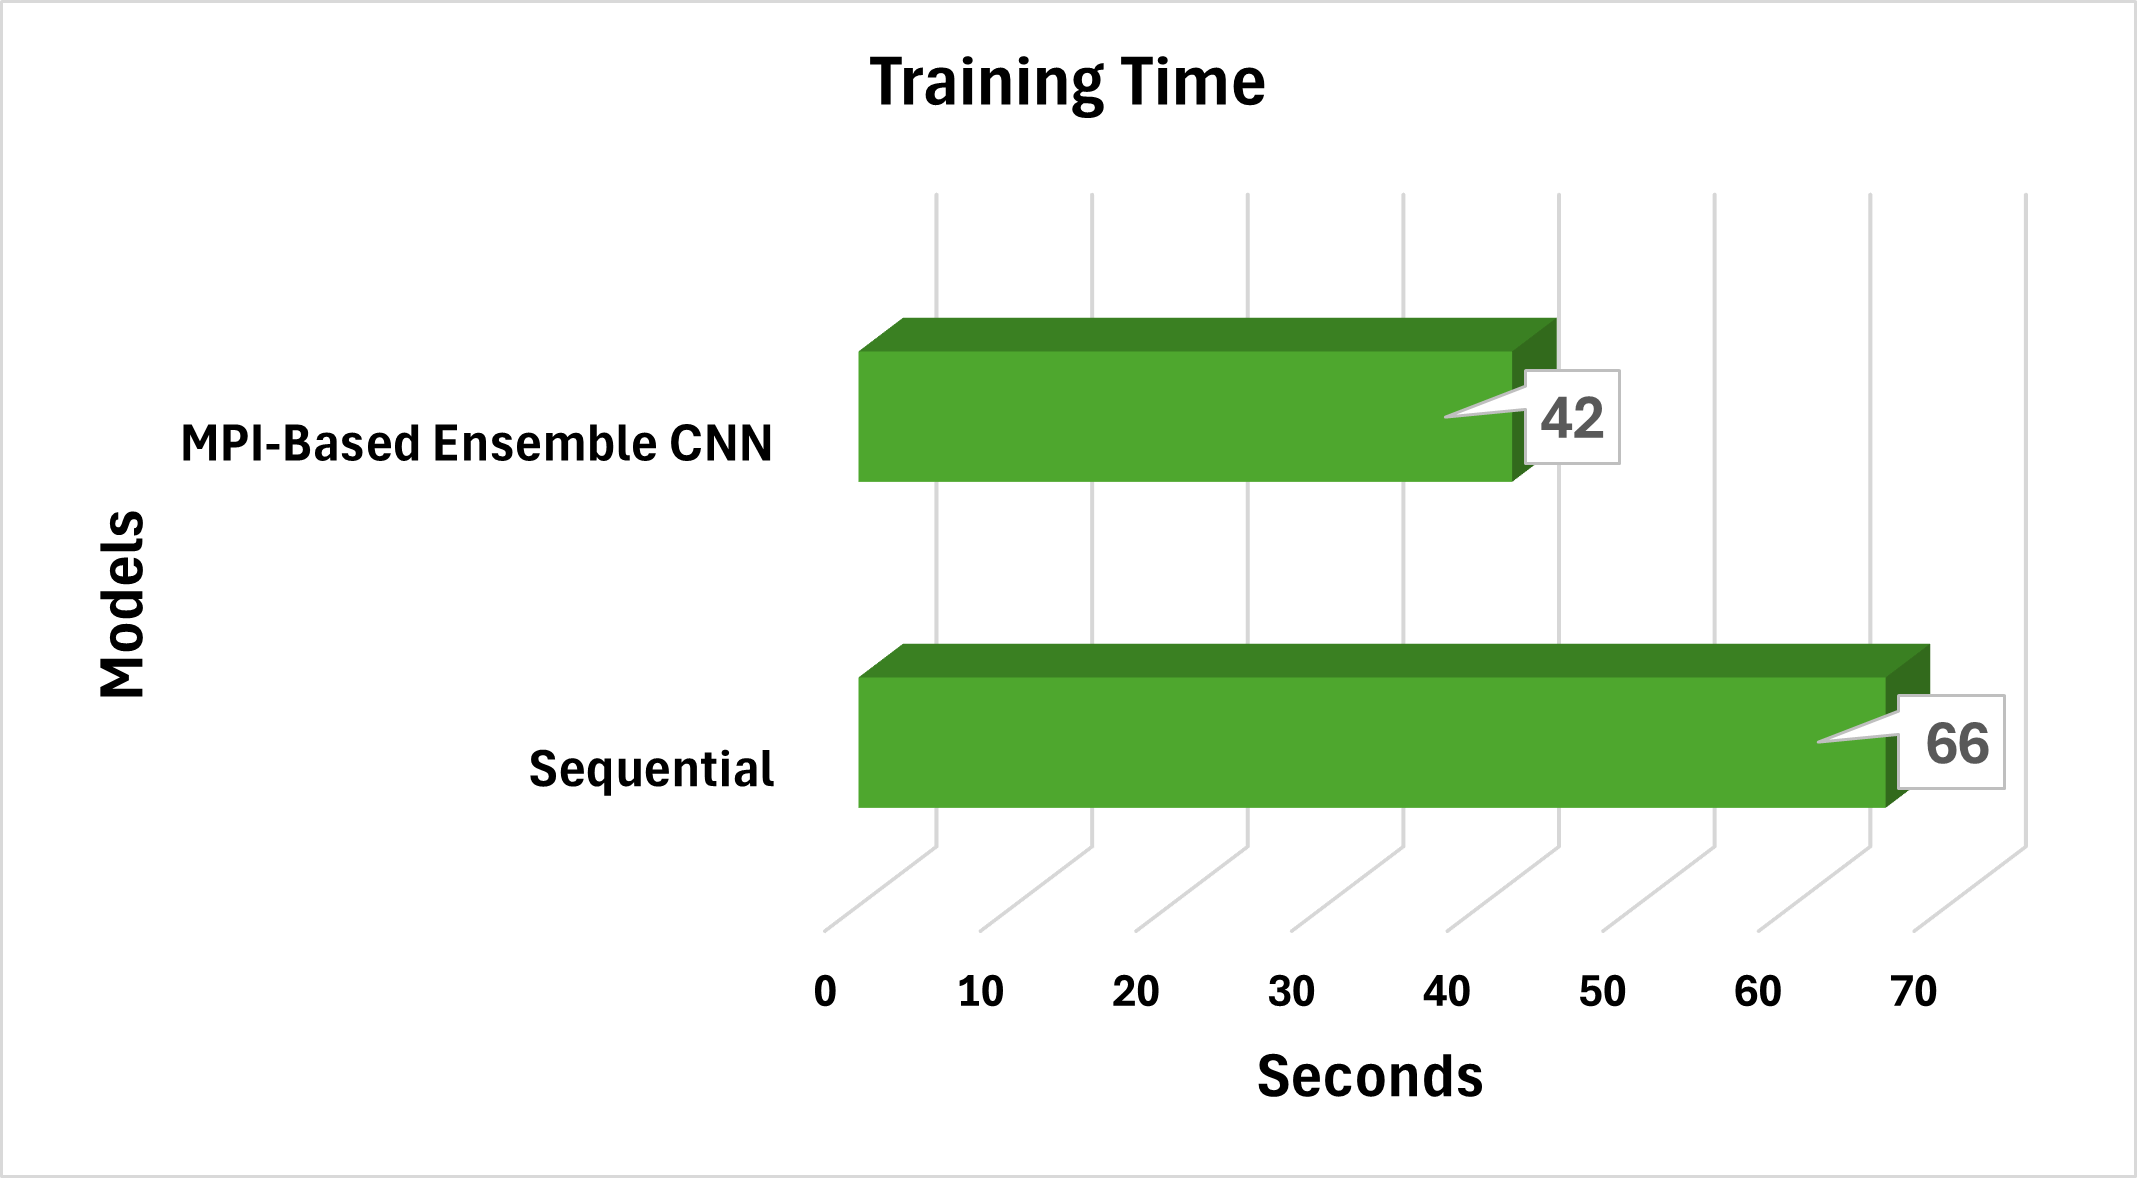 Training Time
MPI-Based Ensemble CNN
42
Models
Sequential
66
0 10 20 30 40 50 60 70
Seconds